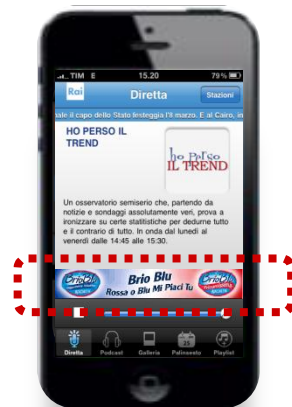 TIM E 15.20 79%
Rai Diretta Stazioni
nale il capo dello Stato festeggia l'8 marzo. E al Cairo, in
HO PERSO IL
TREND
ho perso
IL TREND
Un osservatorio semiserio che, partendo da
notizie e sondaggi assolutamente veri, prova a
ironizzare su certe statistiche per dedurne tutto
e il contrario di tutto. In onda dal lunedì al
venerdì dalle 14:45 alle 15:30.
Brio Blu
Rossa o Blu Mi Piaci Tu
Diretta Podcast Galleria Palinsesto Playlist